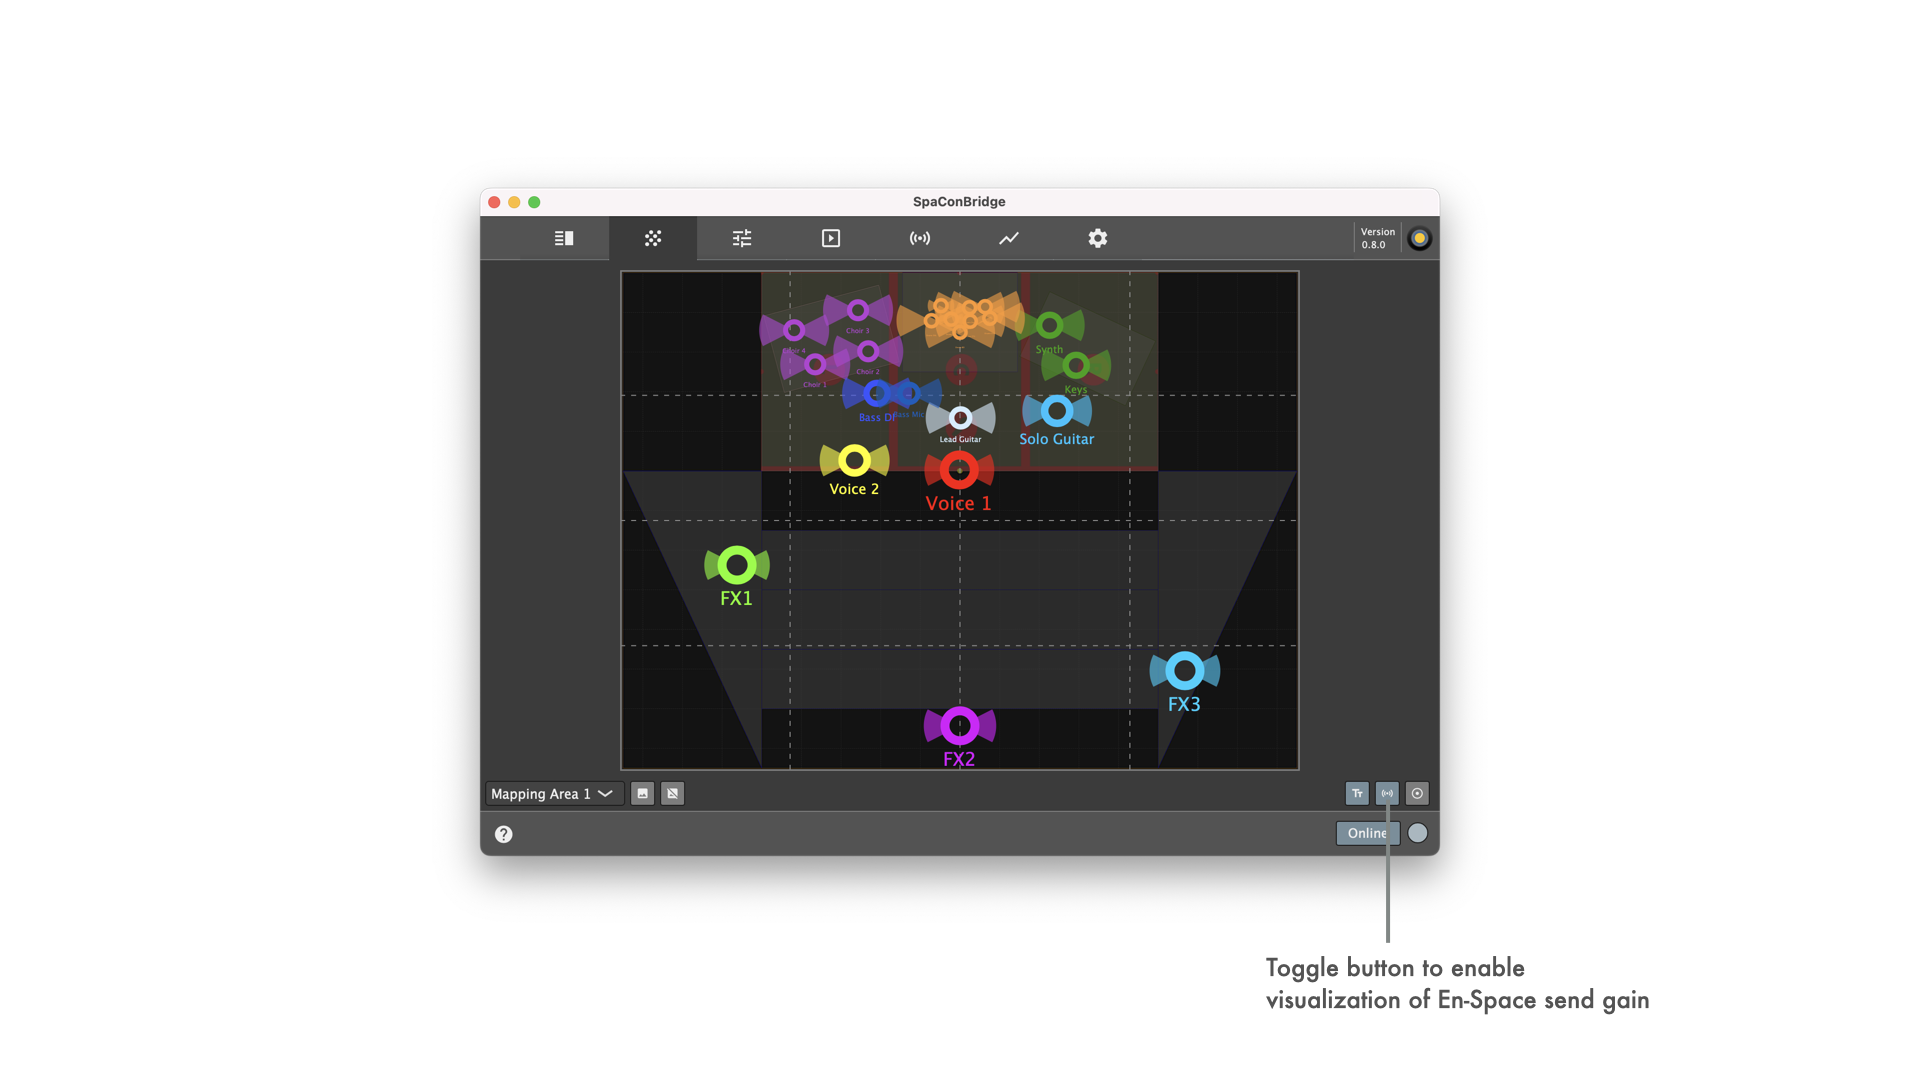 SpaConBridge
Version
0.8.0
Choir 3
Choir 4
Synth
Choir 2
Choir 1
Keys
Bass DI
Bass Mic
Lead Guitar
Solo Guitar
Voice 2
Voice 1
FX1
FX3
FX2
Mapping Area 1
Tт
Online
Toggle button to enable
visualization of En-Space send gain